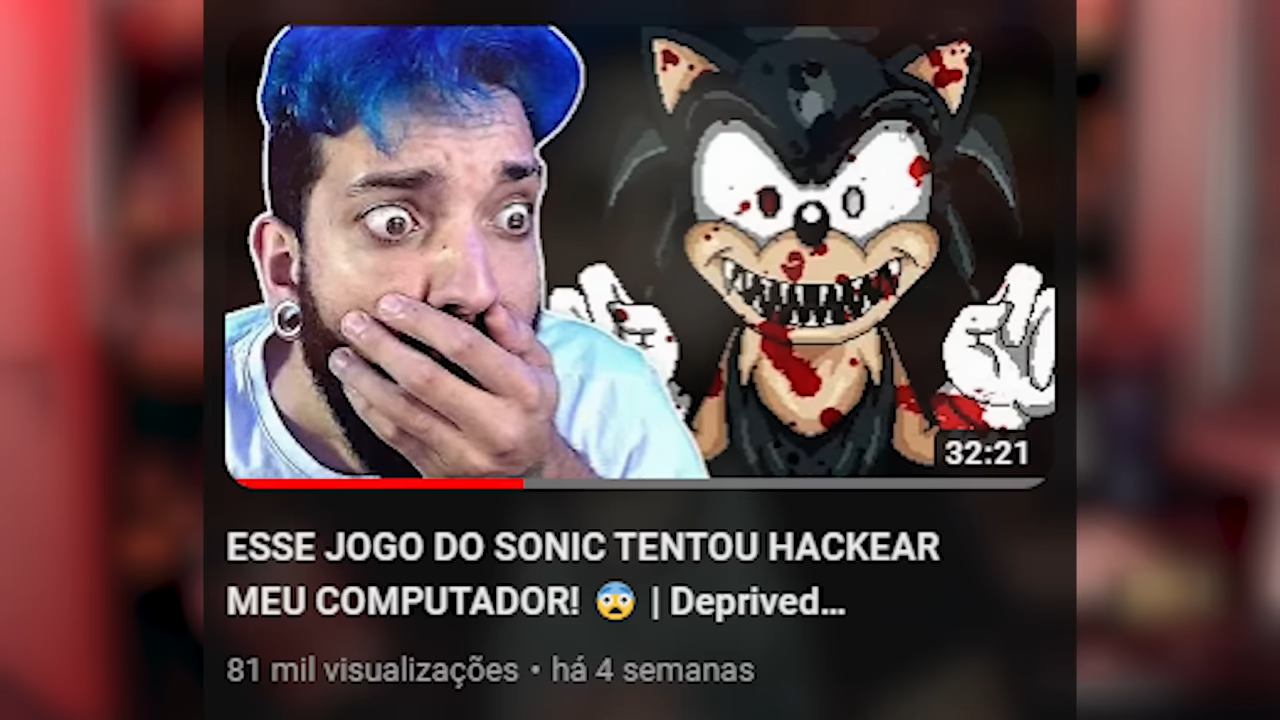 32:21
ESSE JOGO DO SONIC TENTOU HACKEAR
MEU COMPUTADOR! 😨 | Deprived...
81 mil visualizações • há 4 semanas